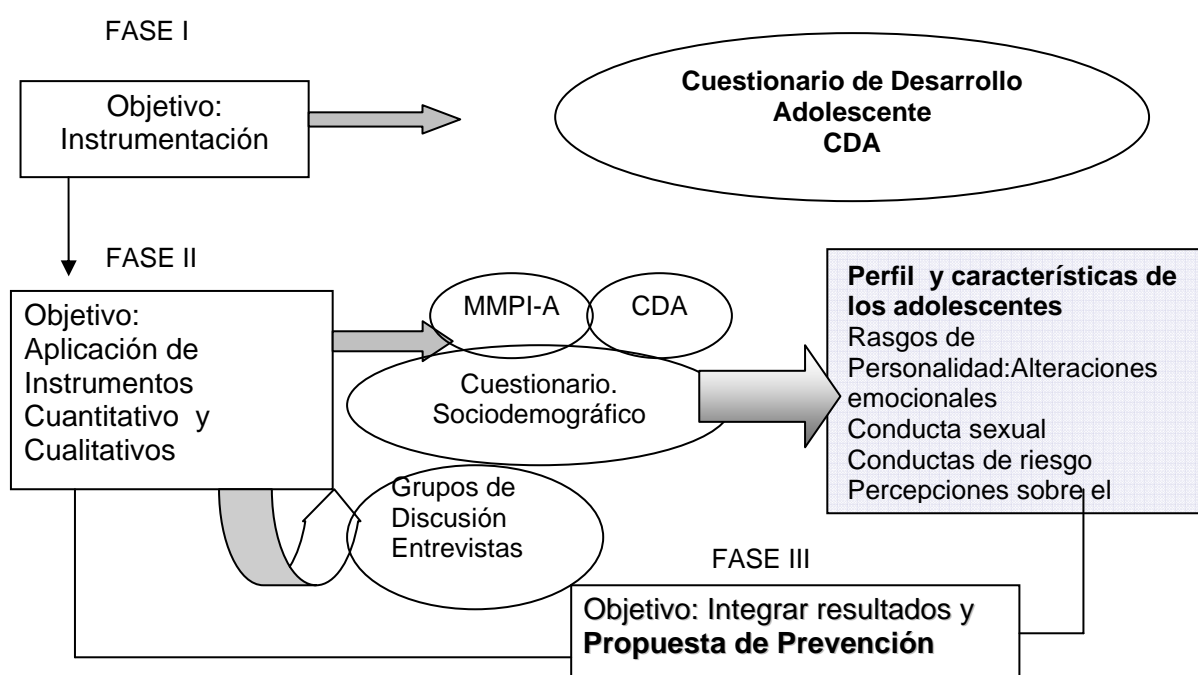 FASE I
Objetivo:
Instrumentación
Cuestionario de Desarrollo
Adolescente
CDA
FASE II
Objetivo:
Aplicación de
Instrumentos
Cuantitativo y
Cualitativos
MMPI-A
CDA
Cuestionario.
Sociodemográfico
Grupos de
Discusión
Entrevistas
Perfil y características de
los adolescentes
Rasgos de
Personalidad:Alteraciones
emocionales
Conducta sexual
Conductas de riesgo
Percepciones sobre el
FASE III
Objetivo: Integrar resultados y
Propuesta de Prevención